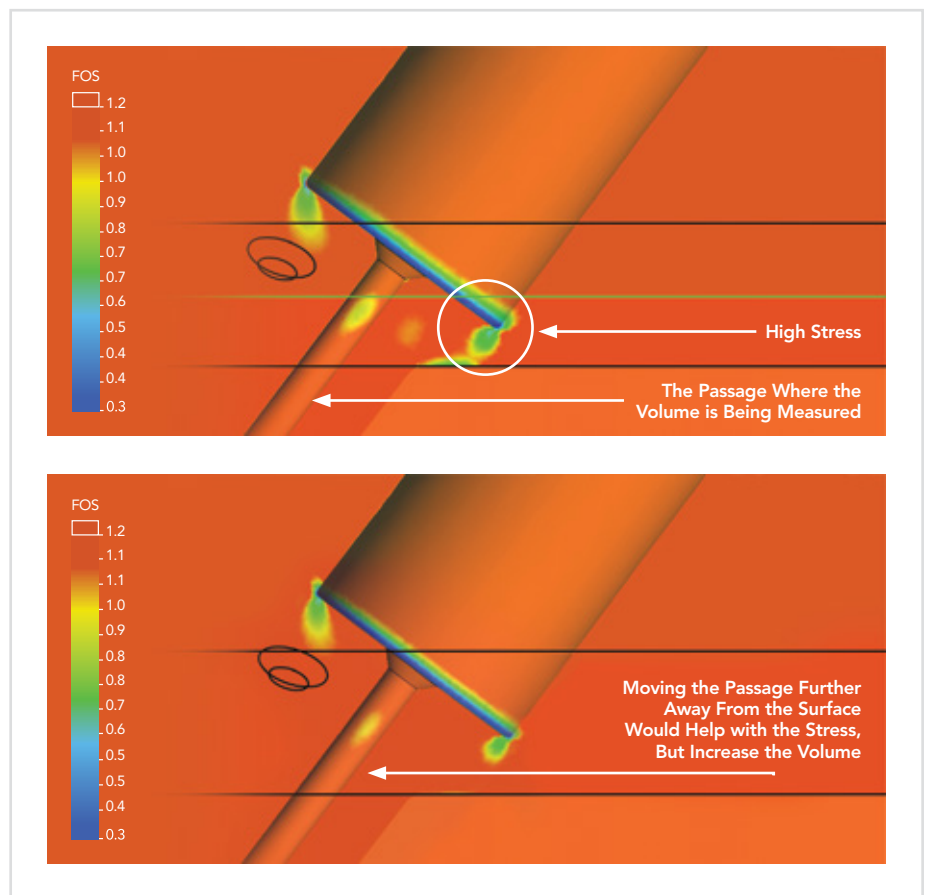 FOS
1.2
1.1
1.0
1.0
0.9
0.8
0.7
0.7
0.6
0.5
0.4
0.4
0.3
High Stress
The Passage Where the
Volume is Being Measured
FOS
1.2
1.1
1.1
1.0
0.9
0.8
0.7
0.6
0.5
0.5
0.4
0.3
Moving the Passage Further
Away From the Surface
Would Help with the Stress,
But Increase the Volume